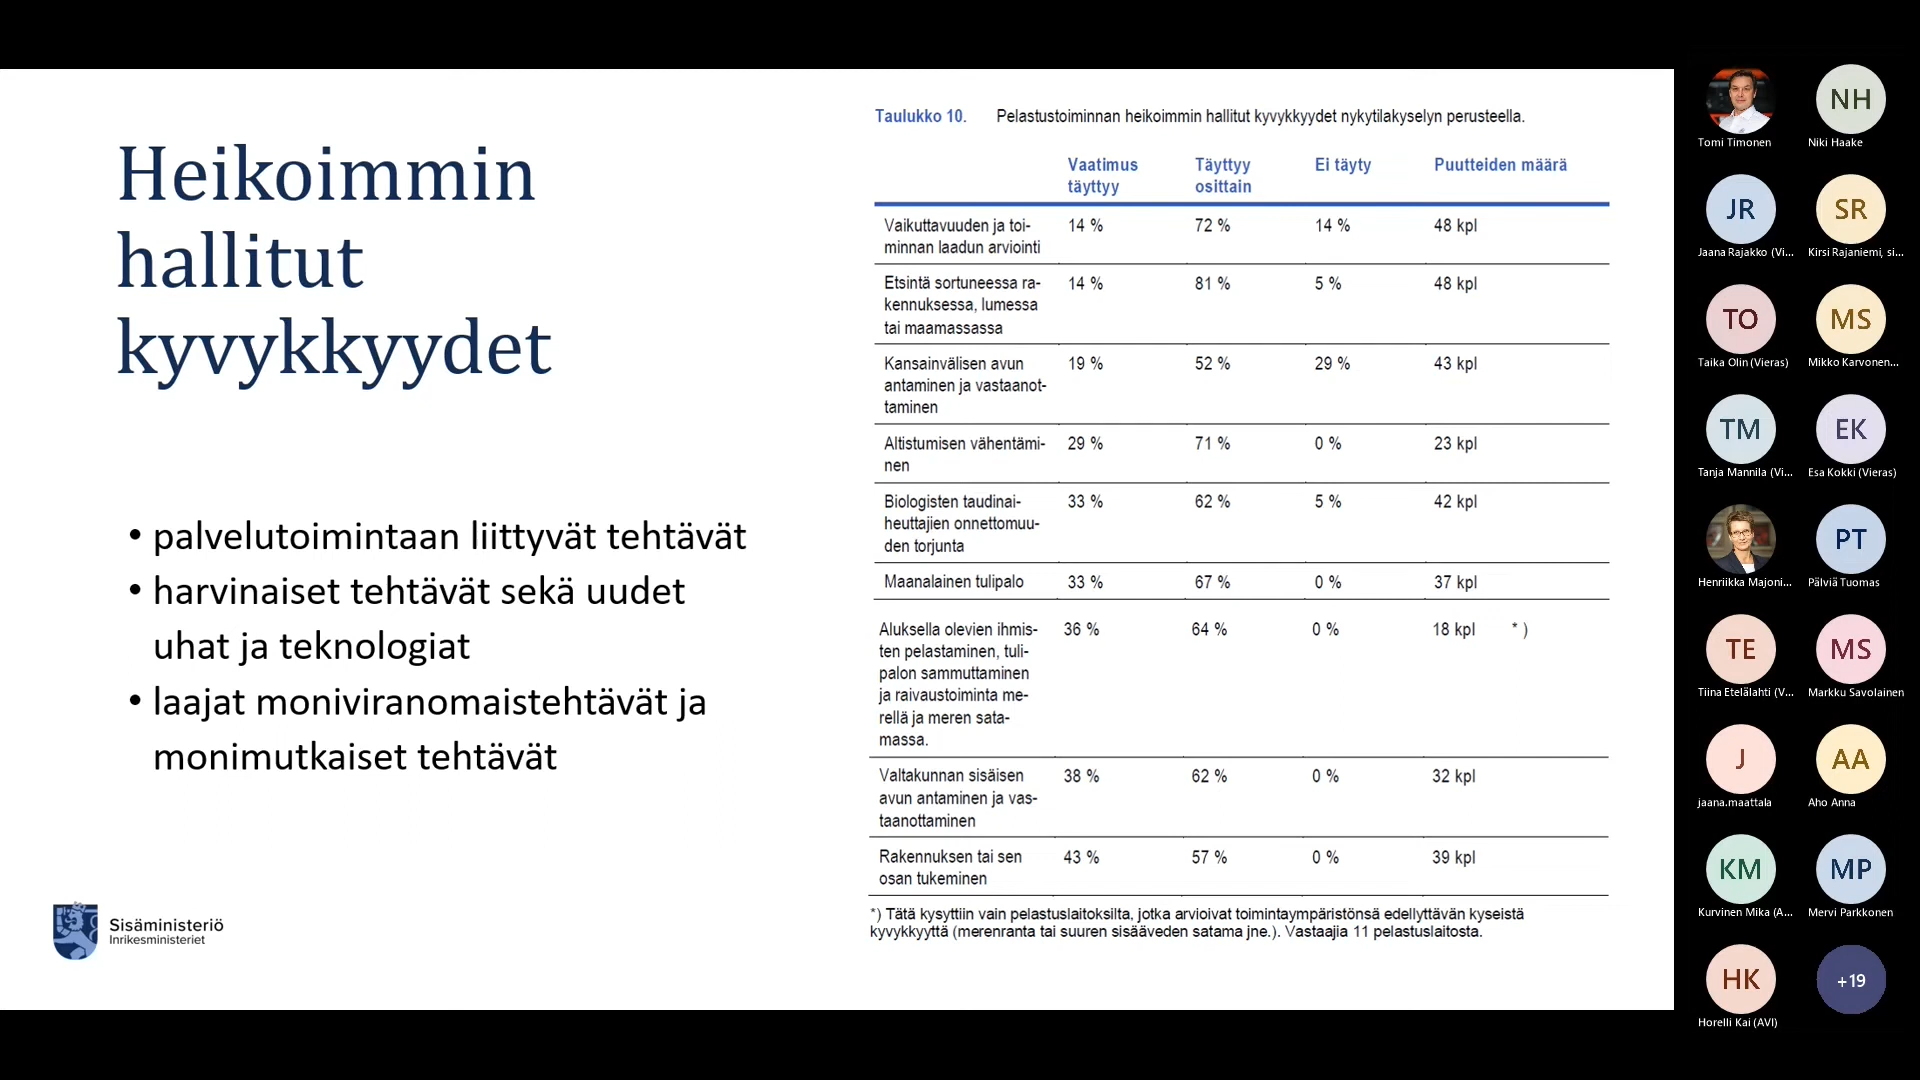 Heikoimmin
hallitut
kyvykkyydet
• palvelutoimintaan liittyvät tehtävät
• harvinaiset tehtävät sekä uudet
uhat ja teknologiat
• laajat moniviranomaistehtävät ja
monimutkaiset tehtävät
Sisäministeriö
Inrikesministeriet
Taulukko 10. Pelastustoiminnan heikoimmin hallitut kyvykkyydet nykytilakyselyn perusteella.
Vaatimus Täyttyy Ei täyty Puutteiden määrä
täyttyy osittain
Vaikuttavuuden ja toi- 14 % 72 % 14 % 48 kpl
minnan laadun arviointi
Etsintä sortuneessa ra- 14 % 81 % 5 % 48 kpl
kennuksessa, lumessa
tai maamassassa
Kansainvälisen avun 19 % 52 % 29 % 43 kpl
antaminen ja vastaanot-
taminen
Altistumisen vähentämi- 29 % 71 % 0 % 23 kpl
nen
Biologisten taudinai- 33 % 62 % 5 % 42 kpl
heuttajien onnettomuu-
den torjunta
Maanalainen tulipalo 33 % 67 % 0 % 37 kpl
Aluksella olevien ihmis- 36 % 64 % 0 % 18 kpl * )
ten pelastaminen, tuli-
palon sammuttaminen
ja raivaustoiminta me-
rellä ja meren sata-
massa.
Valtakunnan sisäisen 38 % 62 % 0 % 32 kpl
avun antaminen ja vas-
taanottaminen
Rakennuksen tai sen 43 % 57 % 0 % 39 kpl
osan tukeminen
*) Tätä kysyttiin vain pelastuslaitoksilta, jotka arvioivat toimintaympäristönsä edellyttävän kyseistä
kyvykkyyttä (merenranta tai suuren sisääveden satama jne.). Vastaajia 11 pelastuslaitosta.
NH
Tomi Timonen Niki Haake
JR SR
Jaana Rajakko (Vi... Kirsi Rajaniemi, si...
TO MS
Taika Olin (Vieras) Mikko Karvonen...
TM EK
Tanja Mannila (Vi... Esa Kokki (Vieras)
PT
Henriikka Majoni... Pälviä Tuomas
TE MS
Tiina Etelälahti (V... Markku Savolainen
J AA
jaana.maattala Aho Anna
KM MP
Kurvinen Mika (A... Mervi Parkkonen
HK +19
Horelli Kai (AVI)